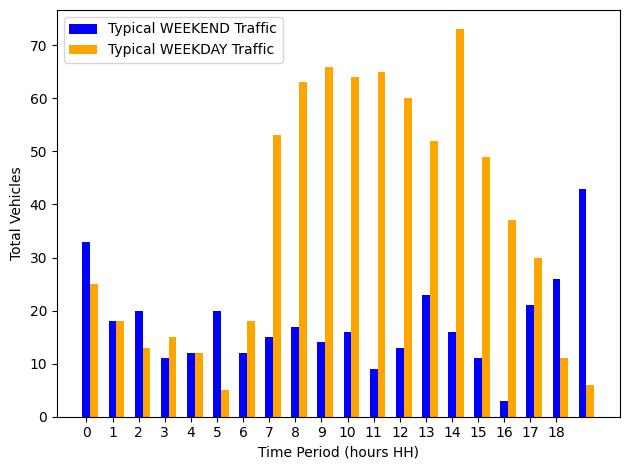 Typical WEEKEND Traffic
Typical WEEKDAY Traffic
70
60
50
40
30
20
10
0
Total Vehicles
0 1 2 3 4 5 6 7 8 9 10 11 12 13 14 15 16 17 18
Time Period (hours HH)